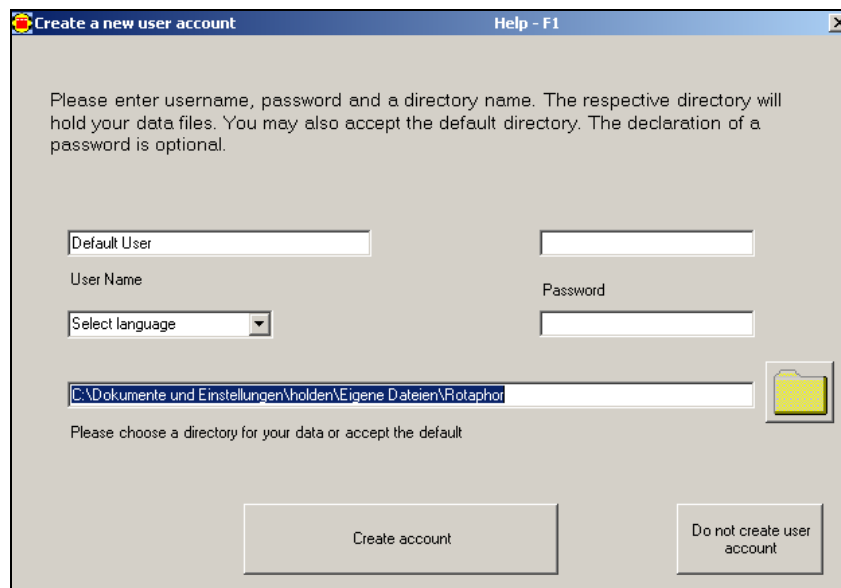 Create a new user account Help - F1
Please enter username, password and a directory name. The respective directory will
hold your data files. You may also accept the default directory. The declaration of a
password is optional.
Default User
User Name
Password
Select language
C:\Dokumente und Einstellungen\holden\Eigene Dateien\Rotaphor
Please choose a directory for your data or accept the default
Create account
Do not create user
account